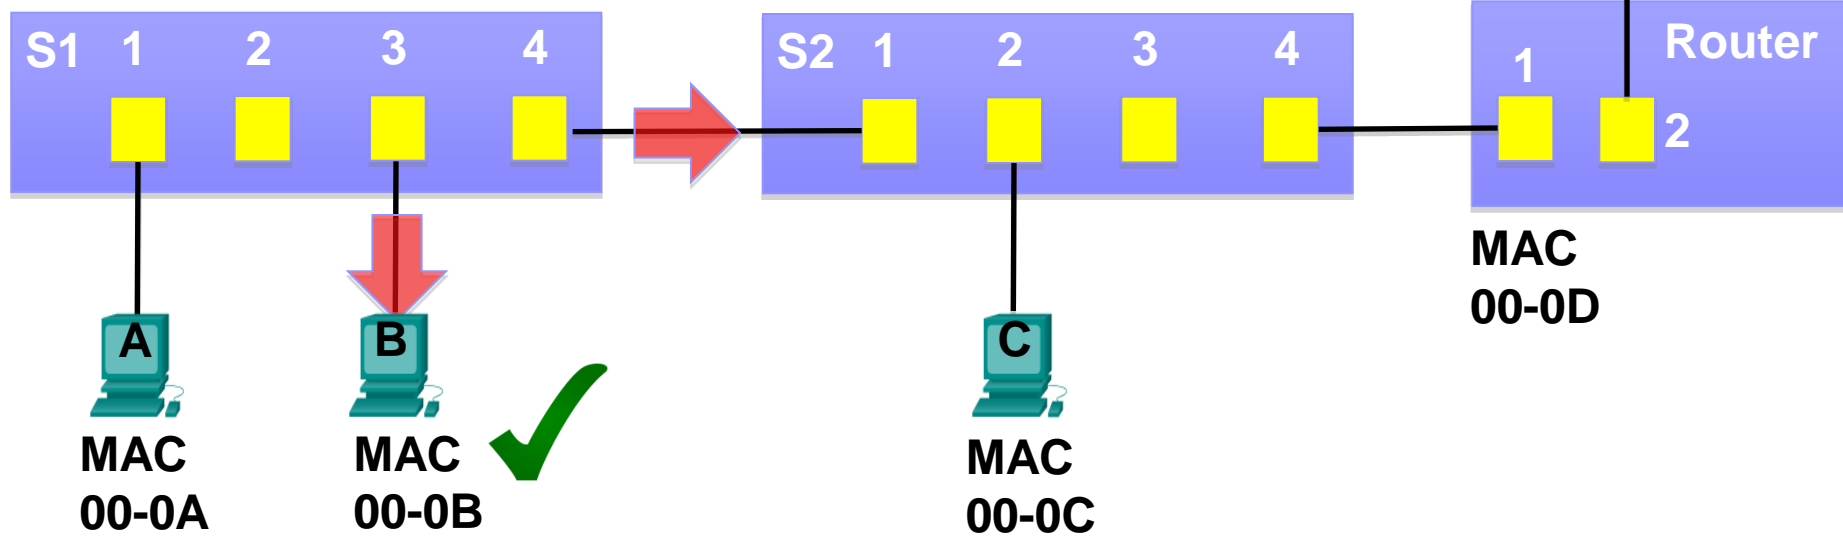 S1 1 2 3 4
S2 1 2 3 4
Router
1
2
A
B
C
MAC
00-0A
MAC
00-0B
MAC
00-0C
MAC
00-0D